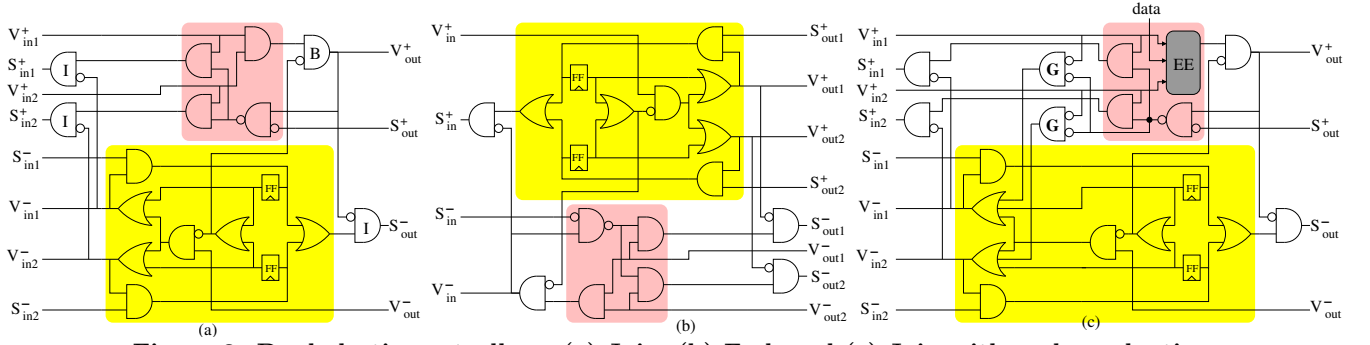 V+in1
S+in1
V+in2
S+in2
I
I
B
V+out
S+out
S−in1
V−in1
V−in2
S−in2
FF
FF
I
S−out
V−out
(a)
V+in
S+in
S−in
V−in
FF
FF
S+out1
V+out1
V+out2
S+out2
S−out1
V−out1
S−out2
V−out2
(b)
data
V+in1
S+in1
V+in2
S+in2
G
G
EE
V+out
S+out
S−in1
V−in1
V−in2
S−in2
FF
FF
S−out
V−out
(c)